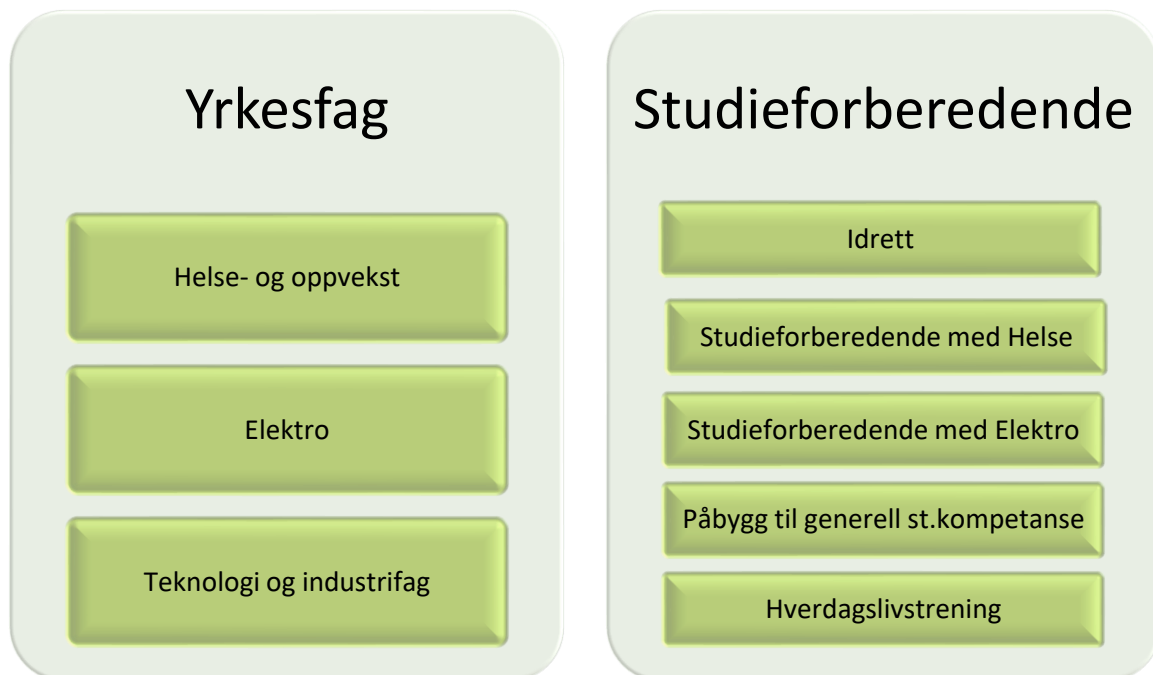 Yrkesfag
Helse- og oppvekst
Elektro
Teknologi og industrifag
Studieforberedende
Idrett
Studieforberedende med Helse
Studieforberedende med Elektro
Påbygg til generell st.kompetanse
Hverdagslivstrening